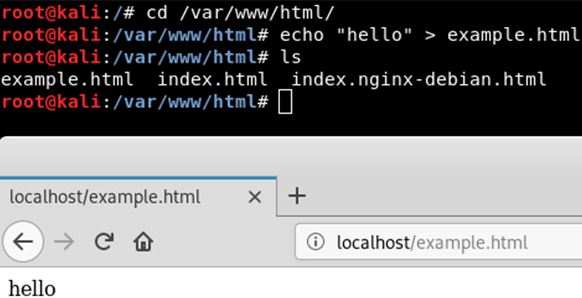 root@kali:/# cd /var/www/html/
root@kali:/var/www/html# echo "hello" > example.html
root@kali:/var/www/html# ls
example.html  index.html  index.nginx-debian.html
root@kali:/var/www/html#
localhost/example.html
localhost/example.html
hello